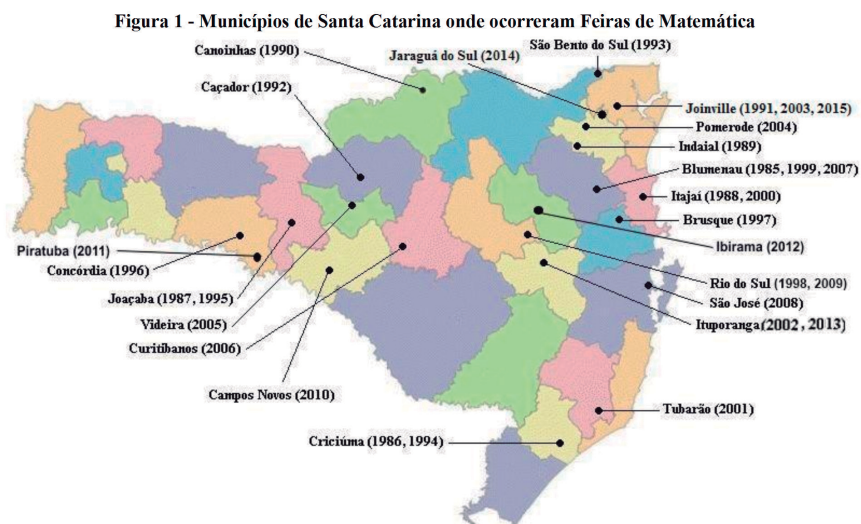 Figura 1 - Municípios de Santa Catarina onde ocorreram Feiras de Matemática
Canoinhas (1990)
Jaraguá do Sul (2014)
São Bento do Sul (1993)
Caçador (1992)
Joinville (1991, 2003, 2015)
Pomerode (2004)
Indaial (1989)
Blumenau (1985, 1999, 2007)
Itajaí (1988, 2000)
Brusque (1997)
Ibirama (2012)
Piratuba (2011)
Concórdia (1996)
Rio do Sul (1998, 2009)
Joaçaba (1987, 1995)
São José (2008)
Videira (2005)
Ituporanga(2002, 2013)
Curitibanos (2006)
Campos Novos (2010)
Tubarão (2001)
Criciúma (1986, 1994)